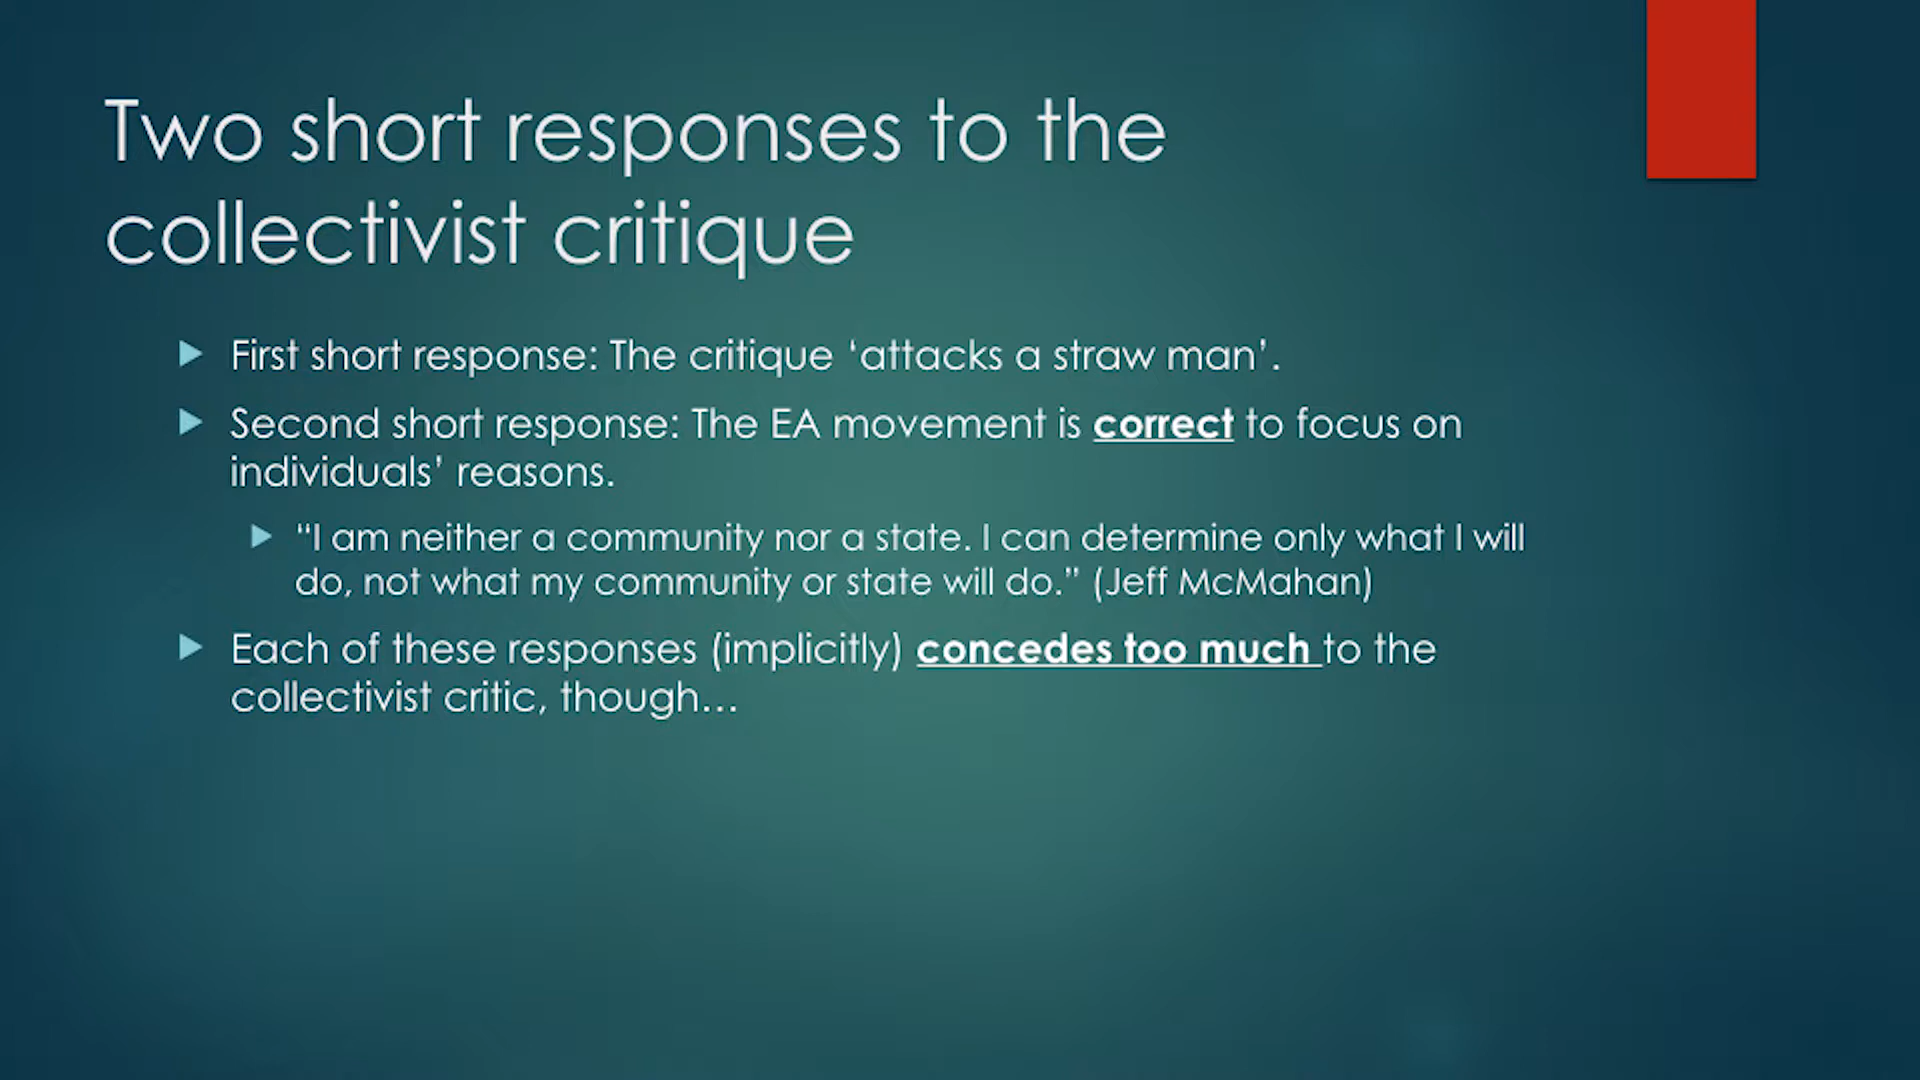 Two short responses to the
collectivist critique
First short response: The critique ‘attacks a straw man’.
Second short response: The EA movement is correct to focus on
individuals’ reasons.
“I am neither a community nor a state. I can determine only what I will
do, not what my community or state will do.” (Jeff McMahan)
Each of these responses (implicitly) concedes too much to the
collectivist critic, though…